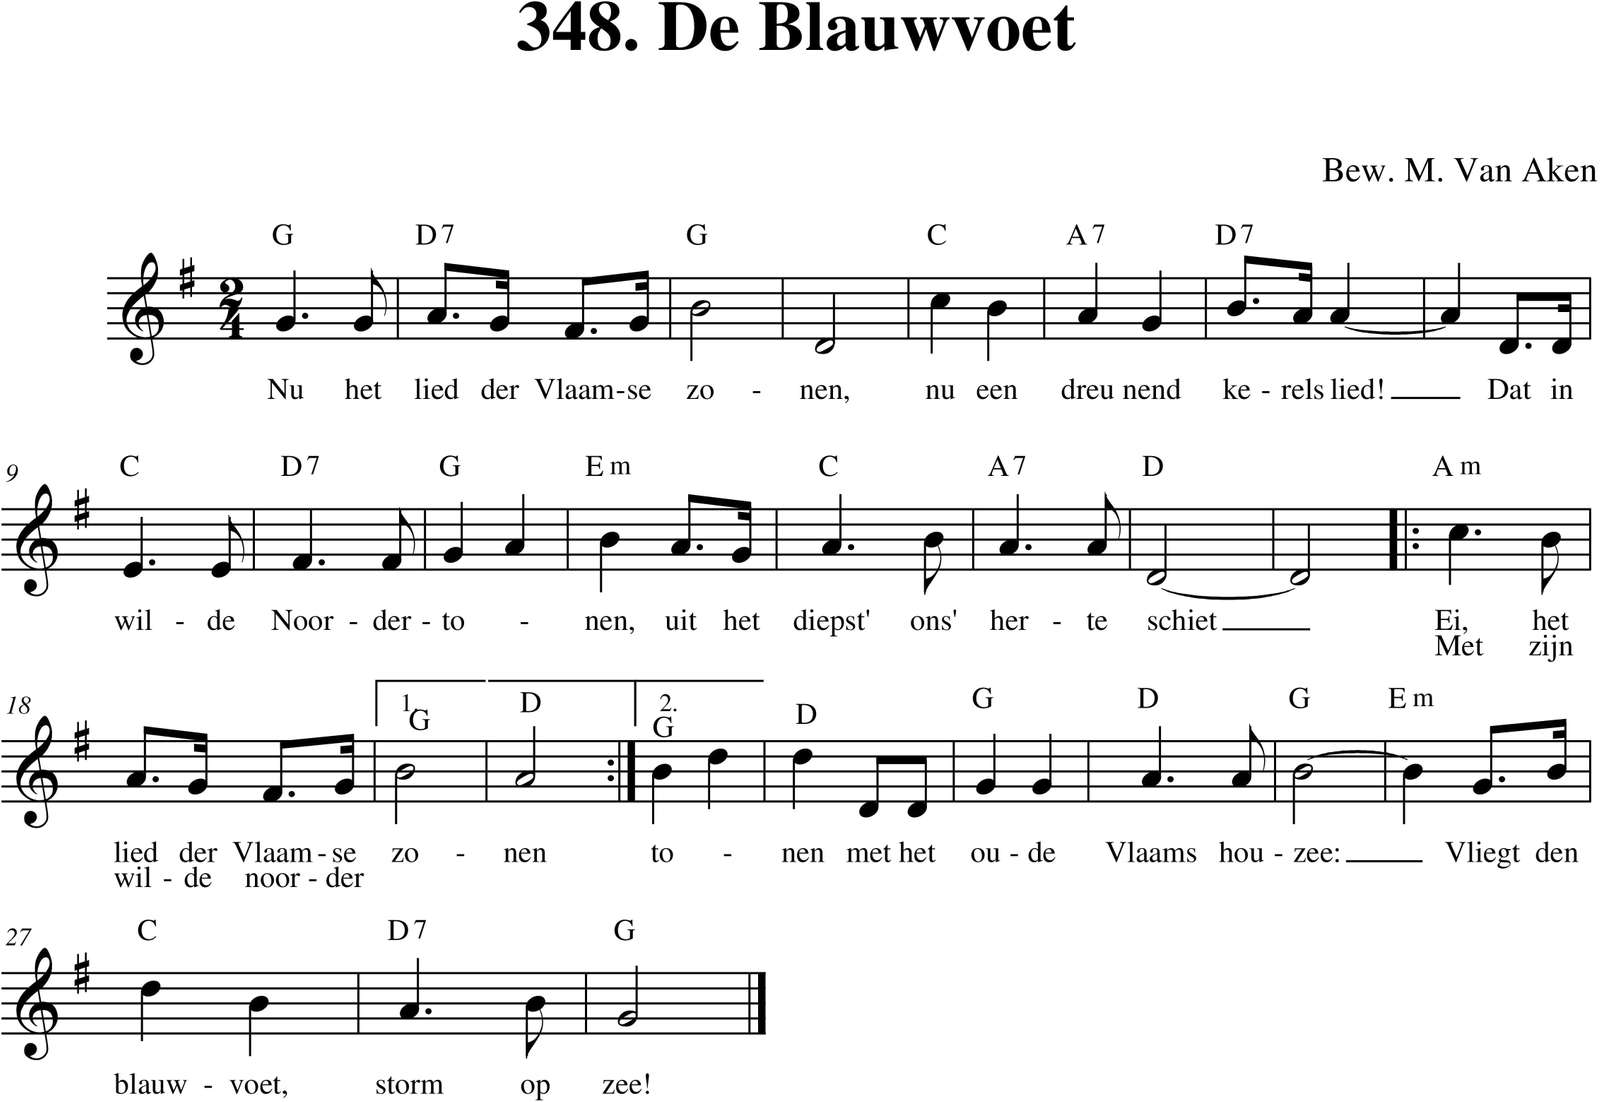 348. De Blauwvoet
Bew. M. Van Aken
G D7 G C A7 D7
2
4
Nu het lied der Vlaam-se zo - nen, nu een dreu nend ke - rels lied! Dat in
9
C D7 G Em C A7 D Am
wil - de Noor - der - to - nen, uit het diepst' ons' her - te schiet Ei, het
Met zijn
18
1. 2.
G D G D G D G Em
lied der Vlaam - se zo - nen to - nen met het ou - de Vlaams hou - zee: Vliegt den
wil - de noor - der
27
C D7 G
blauw - voet, storm op zee!